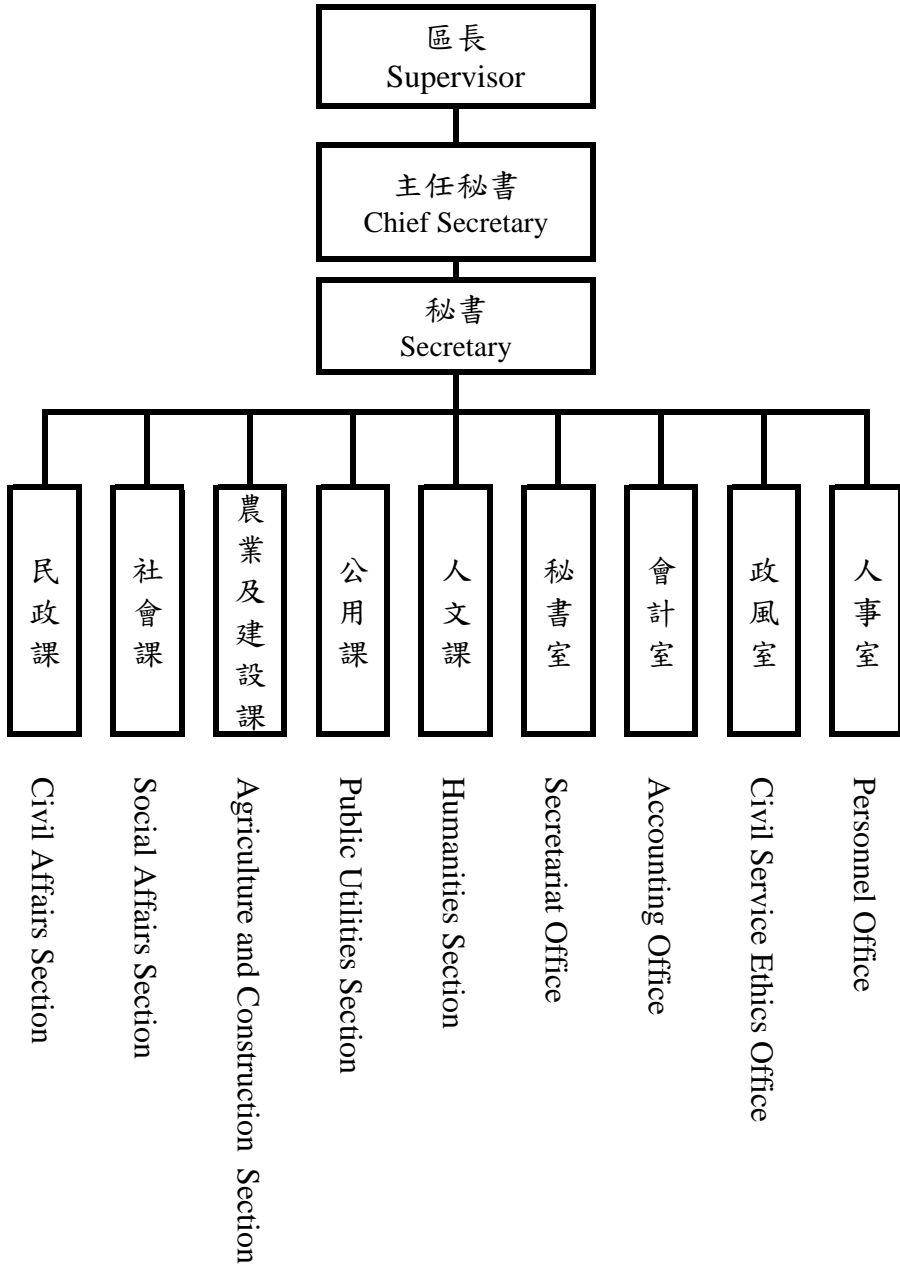 區長
Supervisor
主任秘書
Chief Secretary
秘書
Secretary
民政課
社會課
農業及建設課
公用課
人文課
秘書室
會計室
政風室
人事室
Civil Affairs Section
Social Affairs Section
Agriculture and Construction Section
Public Utilities Section
Humanities Section
Secretariat Office
Accounting Office
Civil Service Ethics Office
Personnel Office